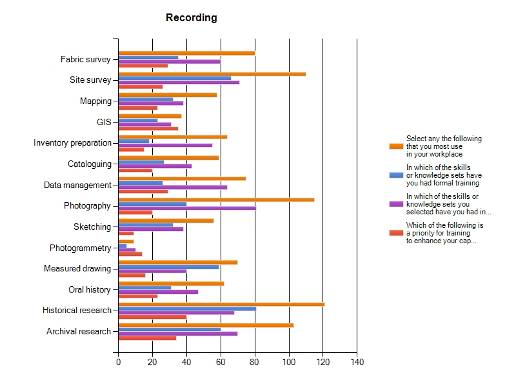 Recording
Fabric survey
Site survey
Mapping
GIS
Inventory preparation
Cataloguing
Data management
Photography
Sketching
Photogrammetry
Measured drawing
Oral history
Historical research
Archival research
0 20 40 60 80 100 120 140
Select any the following
that you most use
in your workplace
In which of the skills
or knowledge sets have
you had formal training
In which of the skills or
knowledge sets you
selected have you had in...
Which of the following is
a priority for training
to enhance your cap...